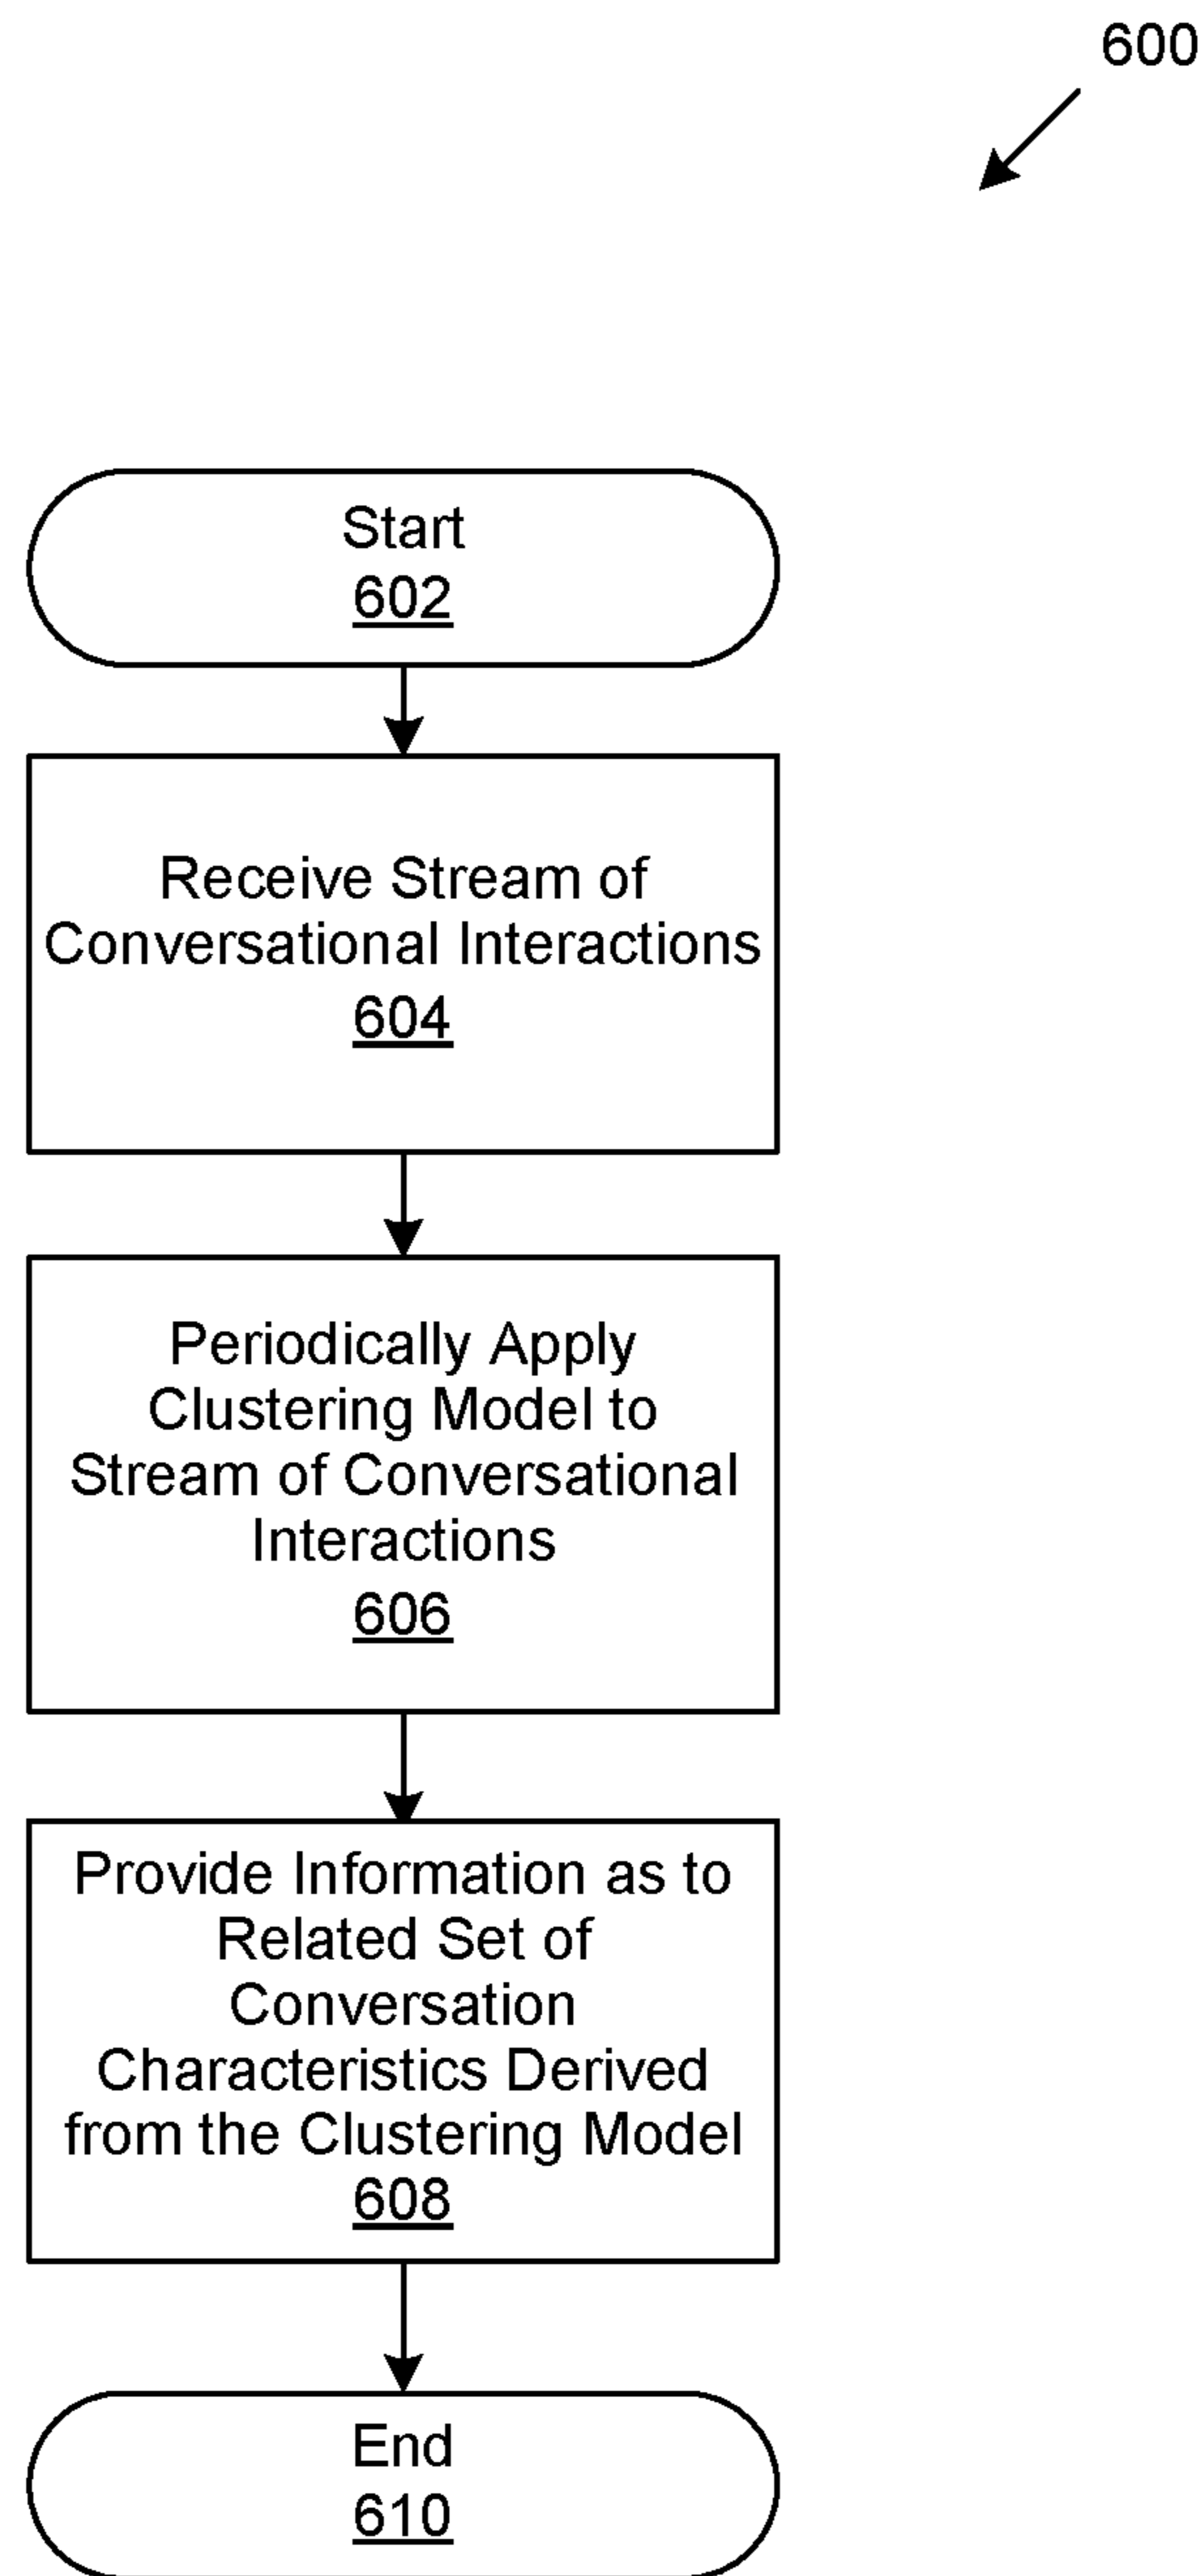 600
Start
602
Receive Stream of
Conversational Interactions
604
Periodically Apply
Clustering Model to
Stream of Conversational
Interactions
606
Provide Information as to
Related Set of
Conversation
Characteristics Derived
from the Clustering Model
608
End
610